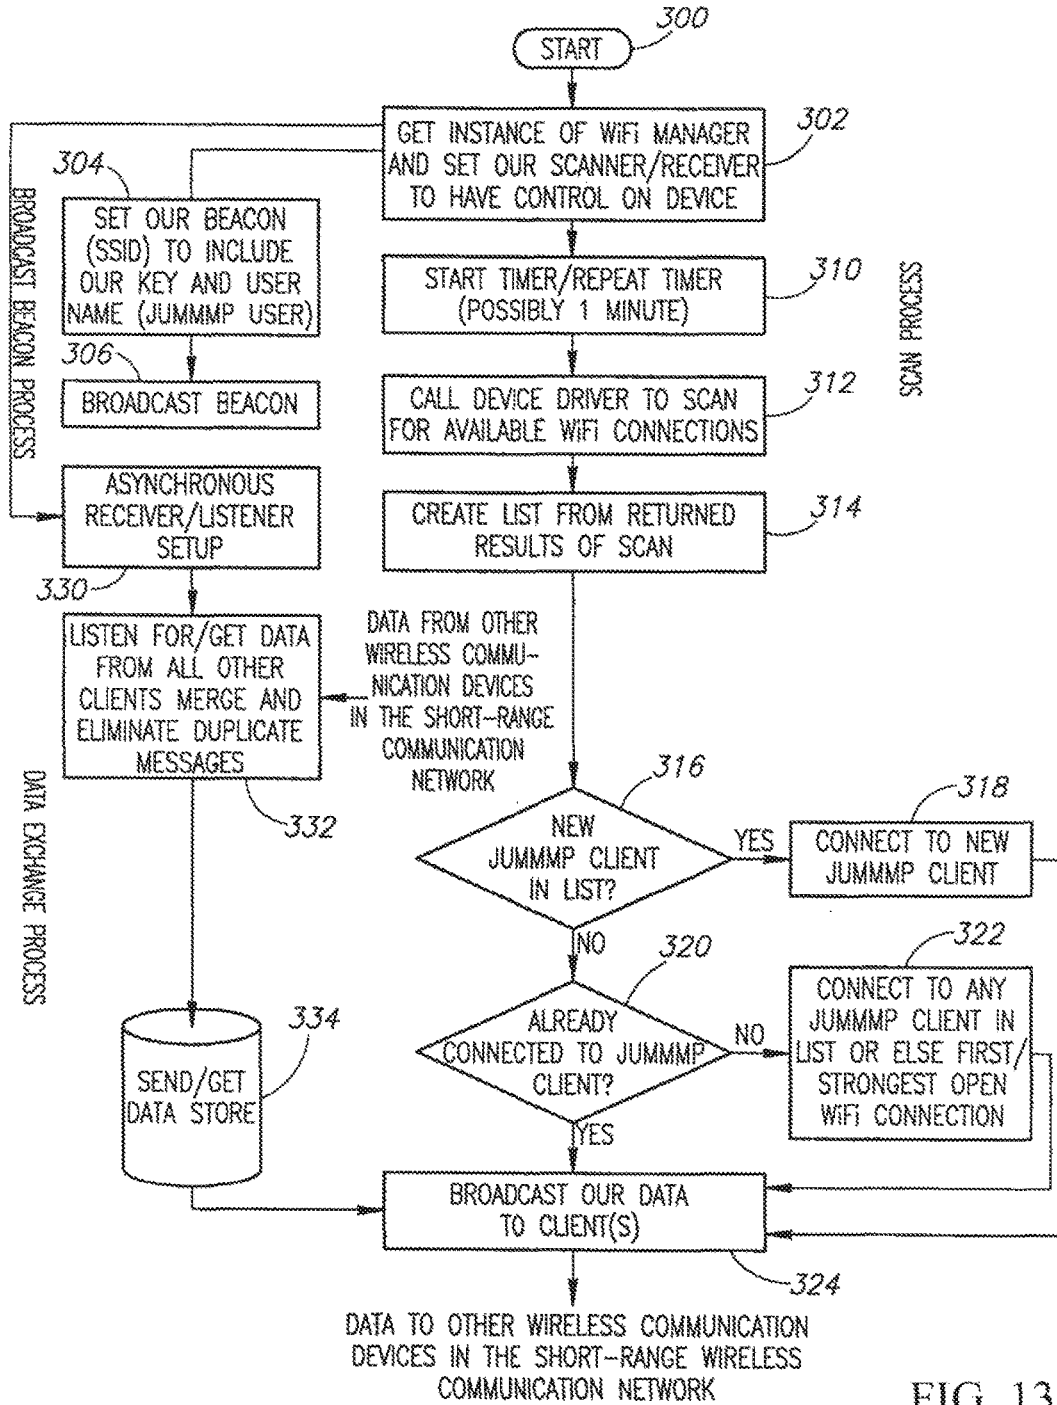 300
START
302
GET INSTANCE OF WiFi MANAGER
AND SET OUR SCANNER/RECEIVER
TO HAVE CONTROL ON DEVICE
304
SET OUR BEACON
(SSID) TO INCLUDE
OUR KEY AND USER
NAME (JUMMMP USER)
BROADCAST BEACON PROCESS
310
START TIMER/REPEAT TIMER
(POSSIBLY 1 MINUTE)
SCAN PROCESS
306
BROADCAST BEACON
312
CALL DEVICE DRIVER TO SCAN
FOR AVAILABLE WiFi CONNECTIONS
ASYNCHRONOUS
RECEIVER/LISTENER
SETUP
330
314
CREATE LIST FROM RETURNED
RESULTS OF SCAN
LISTEN FOR/GET DATA
FROM ALL OTHER
CLIENTS MERGE AND
ELIMINATE DUPLICATE
MESSAGES
332
DATA FROM OTHER
WIRELESS COMMU-
NICATION DEVICES
IN THE SHORT-RANGE
COMMUNICATION
NETWORK
DATA EXCHANGE PROCESS
316
NEW
JUMMMP CLIENT
IN LIST?
YES
318
CONNECT TO NEW
JUMMMP CLIENT
NO
320
ALREADY
CONNECTED TO JUMMMP
CLIENT?
NO
322
CONNECT TO ANY
JUMMMP CLIENT IN
LIST OR ELSE FIRST/
STRONGEST OPEN
WiFi CONNECTION
334
SEND/GET
DATA STORE
YES
BROADCAST OUR DATA
TO CLIENT(S)
324
DATA TO OTHER WIRELESS COMMUNICATION
DEVICES IN THE SHORT-RANGE WIRELESS
COMMUNICATION NETWORK
FIG. 13